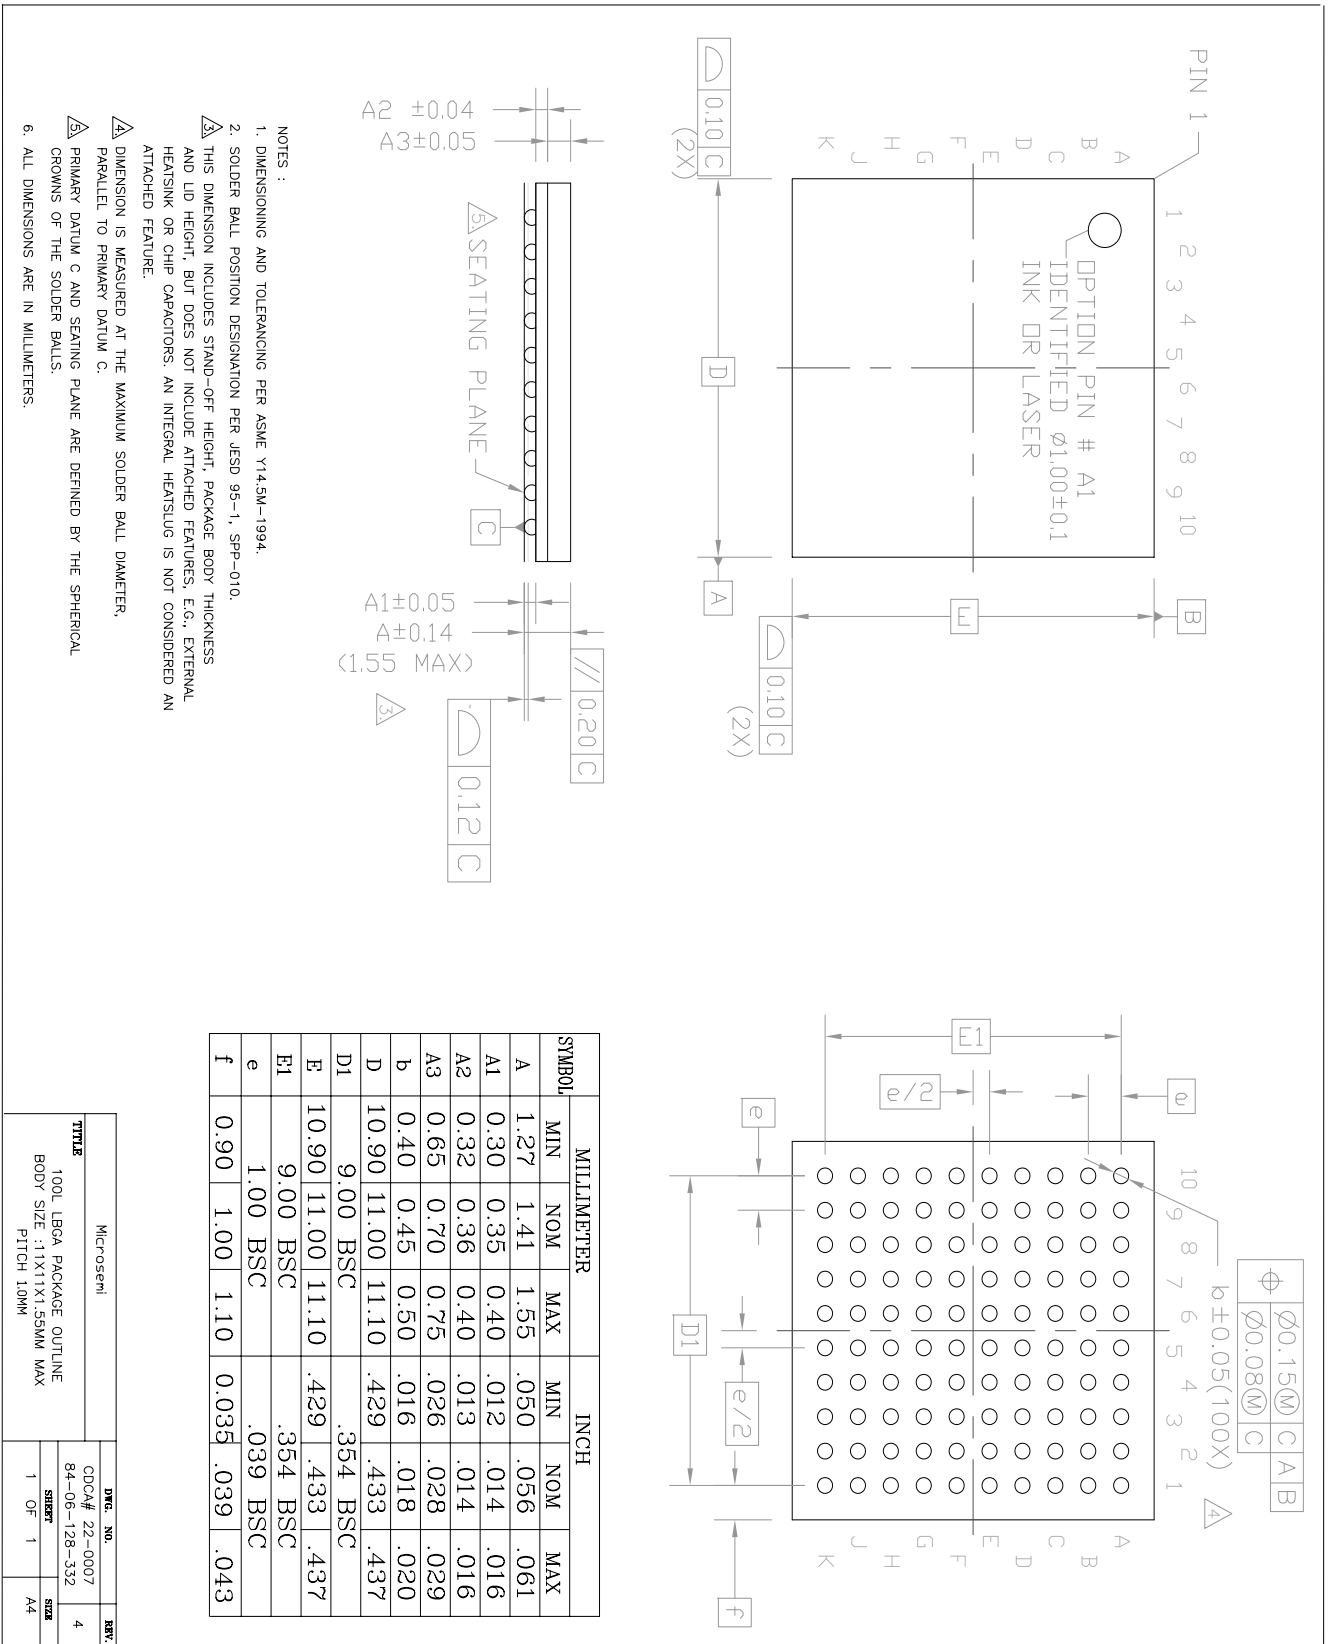 PIN 1
1 2 3 4 5 6 7 8 9 10
A
B
C
D
E
F
G
H
J
K
OPTION PIN # A1
IDENTIFIED Ø1.00±0.1
INK OR LASER
B
E
A
D
0.10 C
(2X)
0.10 C
(2X)
Ø0.15Ⓜ C A B
Ø0.08Ⓜ C
b±0.05(100X)
4
10 9 8 7 6 5 4 3 2 1
A
B
C
D
E
F
G
H
J
K
e
E1
e/2
e
D1
e/2
f
A2 ±0.04
A3±0.05
5. SEATING PLANE
C
// 0.20 C
A1±0.05
A±0.14
(1.55 MAX)
3.
0.12 C
NOTES :
1. DIMENSIONING AND TOLERANCING PER ASME Y14.5M-1994.
2. SOLDER BALL POSITION DESIGNATION PER JESD 95-1, SPP-010.
3. THIS DIMENSION INCLUDES STAND-OFF HEIGHT, PACKAGE BODY THICKNESS
AND LID HEIGHT, BUT DOES NOT INCLUDE ATTACHED FEATURES, E.G., EXTERNAL
HEATSINK OR CHIP CAPACITORS. AN INTEGRAL HEATSLUG IS NOT CONSIDERED AN
ATTACHED FEATURE.
4. DIMENSION IS MEASURED AT THE MAXIMUM SOLDER BALL DIAMETER,
PARALLEL TO PRIMARY DATUM C.
5. PRIMARY DATUM C AND SEATING PLANE ARE DEFINED BY THE SPHERICAL
CROWNS OF THE SOLDER BALLS.
6. ALL DIMENSIONS ARE IN MILLIMETERS.
SYMBOL MILLIMETER INCH
MIN NOM MAX MIN NOM MAX
A 1.27 1.41 1.55 .050 .056 .061
A1 0.30 0.35 0.40 .012 .014 .016
A2 0.32 0.36 0.40 .013 .014 .016
A3 0.65 0.70 0.75 .026 .028 .029
b 0.40 0.45 0.50 .016 .018 .020
D 10.90 11.00 11.10 .429 .433 .437
D1 9.00 BSC .354 BSC
E 10.90 11.00 11.10 .429 .433 .437
E1 9.00 BSC .354 BSC
e 1.00 BSC .039 BSC
f 0.90 1.00 1.10 0.035 .039 .043
Microsemi
TITLE
100L LBGA PACKAGE OUTLINE
BODY SIZE :11X11X1.55MM MAX
PITCH 1.0MM
DWG. NO.
CDCA# 22-0007
84-06-128-332
REV.
4
SHEET
1 OF 1
SIZE
A4